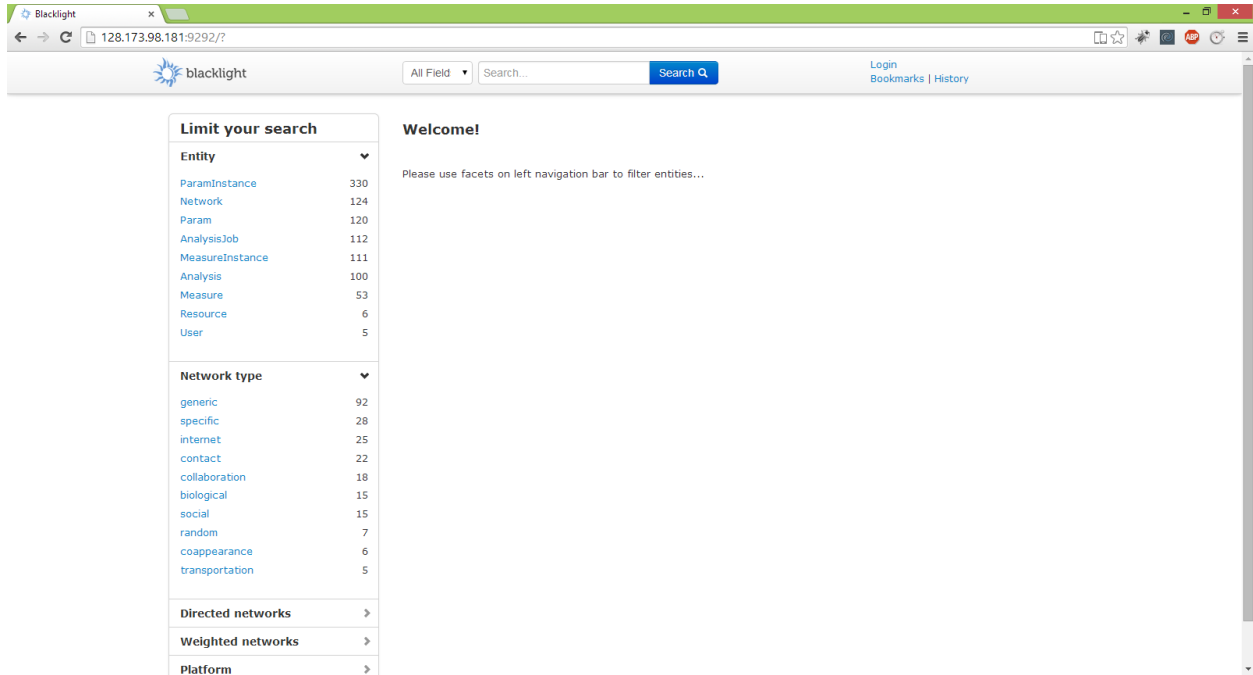 Blacklight
128.173.98.181:9292/?
ABP
blacklight
All Field
Search...
Search
Login
Bookmarks | History
Limit your search
Entity
ParamInstance 330
Network 124
Param 120
AnalysisJob 112
MeasureInstance 111
Analysis 100
Measure 53
Resource 6
User 5
Network type
generic 92
specific 28
internet 25
contact 22
collaboration 18
biological 15
social 15
random 7
coappearance 6
transportation 5
Directed networks
Weighted networks
Platform
Welcome!
Please use facets on left navigation bar to filter entities...